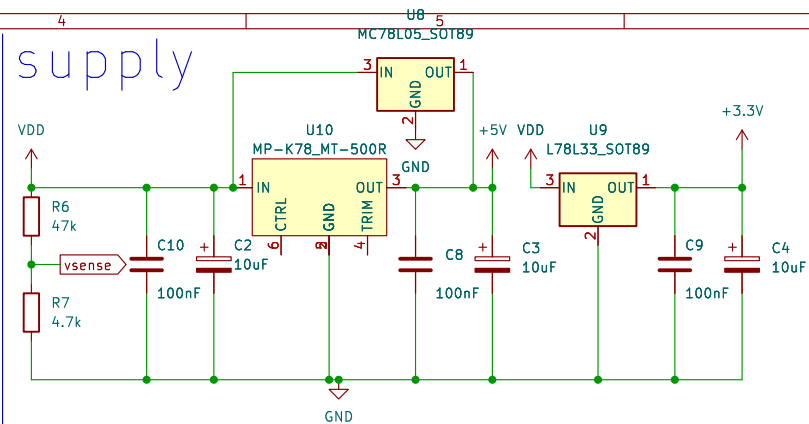 4
5
supply
U8
MC78L05_SOT89
3
IN
OUT
1
GND
2
GND
VDD
U10
MP-K78_MT-500R
+5V
VDD
U9
L78L33_SOT89
+3.3V
1
IN
OUT
3
CTRL
GND
TRIM
6
4
3
IN
OUT
1
GND
2
R6
47k
vsense
R7
4.7k
C10
100nF
+
C2
10uF
C8
100nF
+
C3
10uF
C9
100nF
+
C4
10uF
GND